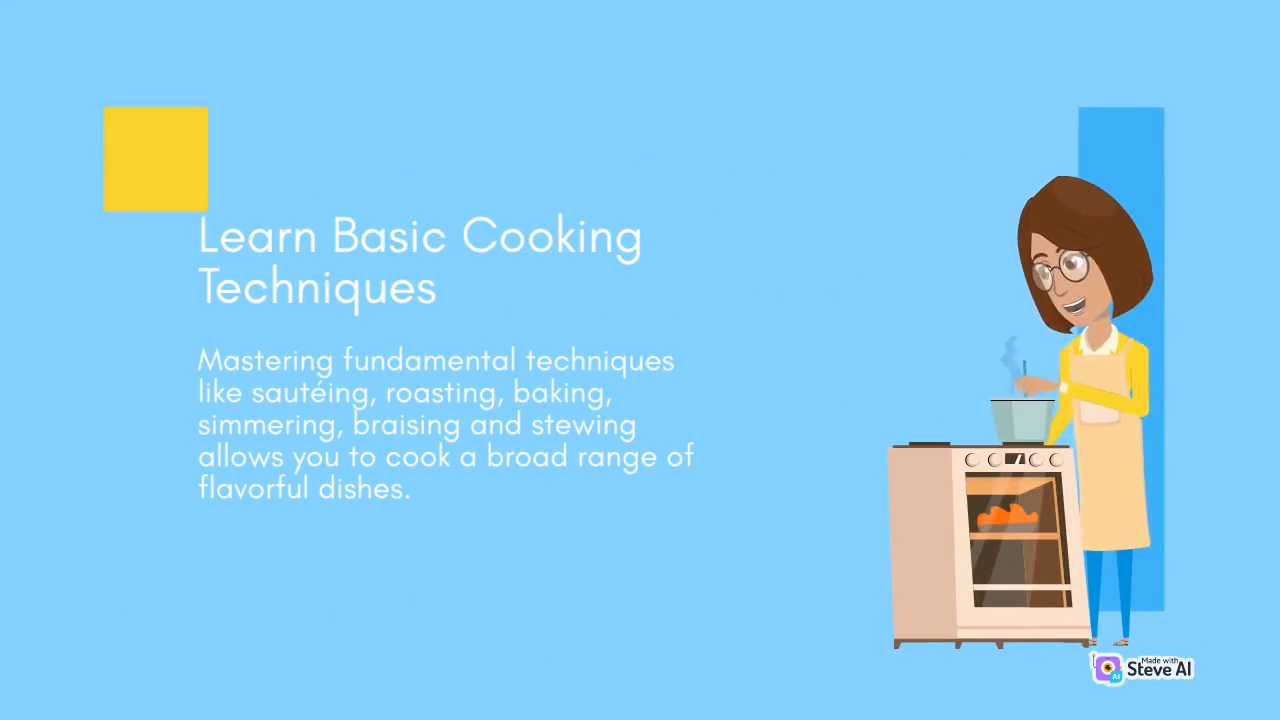 Learn Basic Cooking
Techniques
Mastering fundamental techniques
like sautéing, roasting, baking,
simmering, braising and stewing
allows you to cook a broad range of
flavorful dishes.
Made with
Steve AI
AI